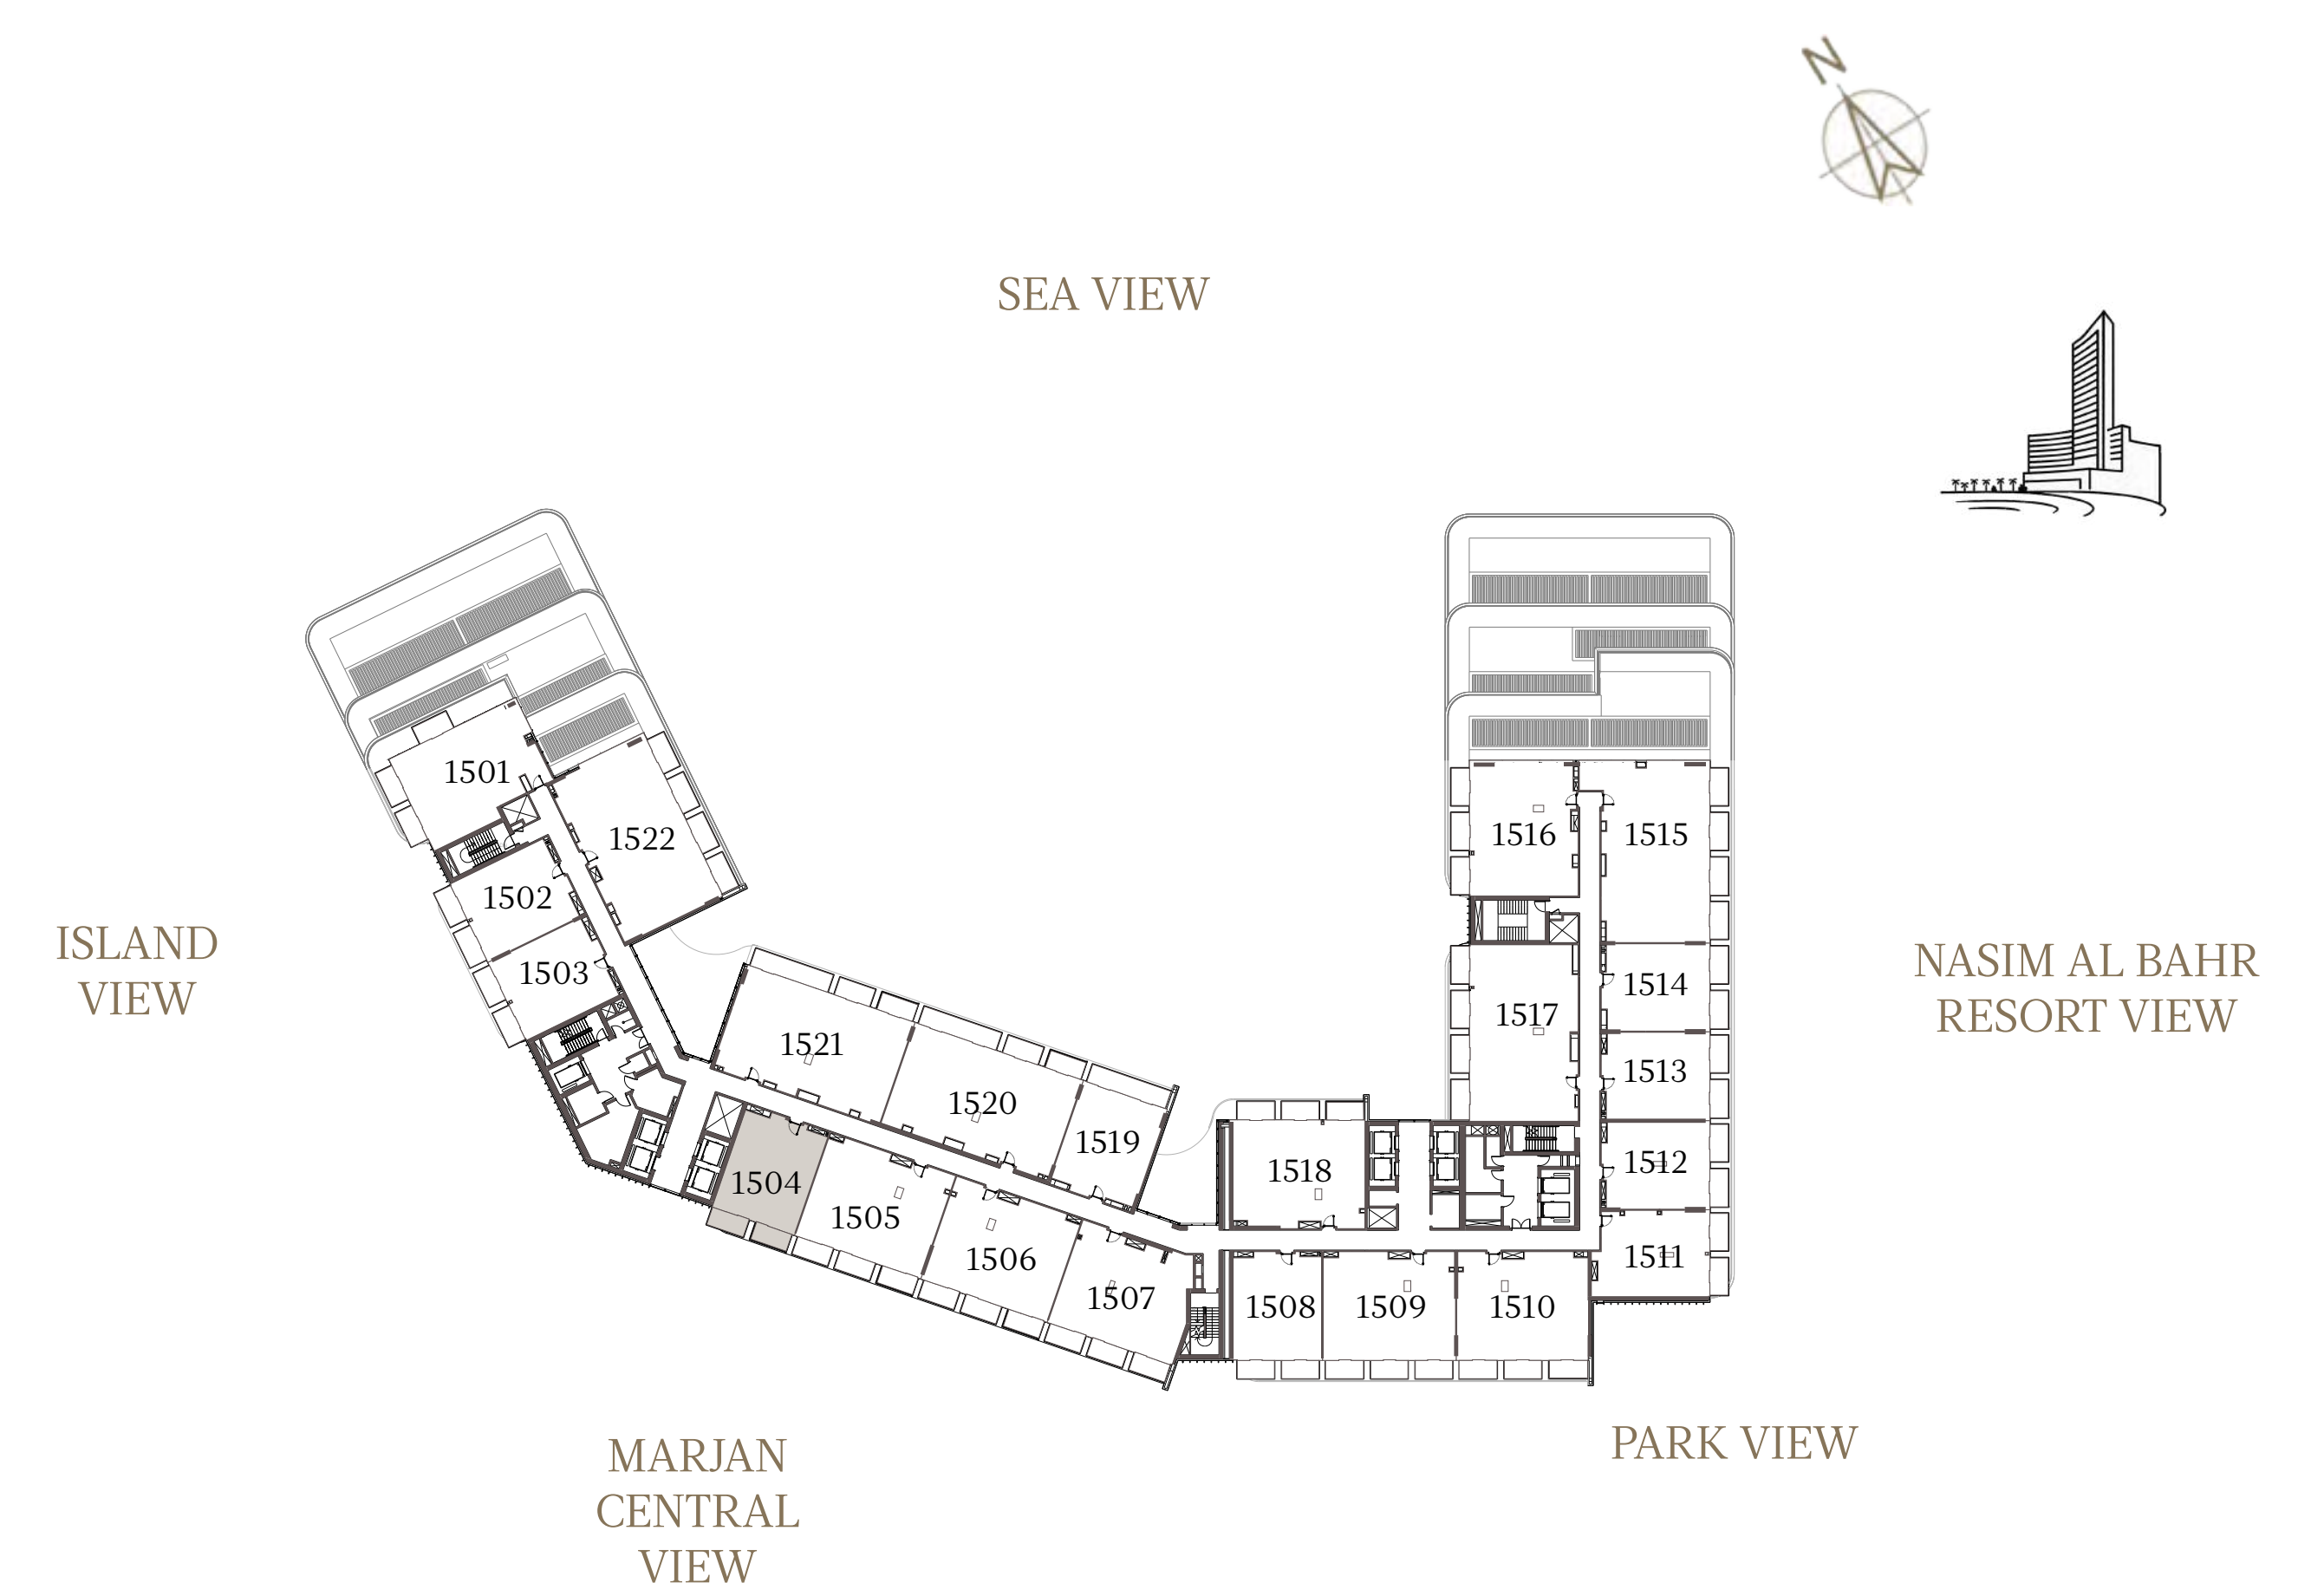 N
SEA VIEW
1501
1522
1516
1515
1502
ISLAND
VIEW
1503
NASIM AL BAHR
RESORT VIEW
1514
1517
1521
1513
1520
1519
1512
1518
1504
1505
1506
1511
1507
1508
1509
1510
PARK VIEW
MARJAN
CENTRAL
VIEW